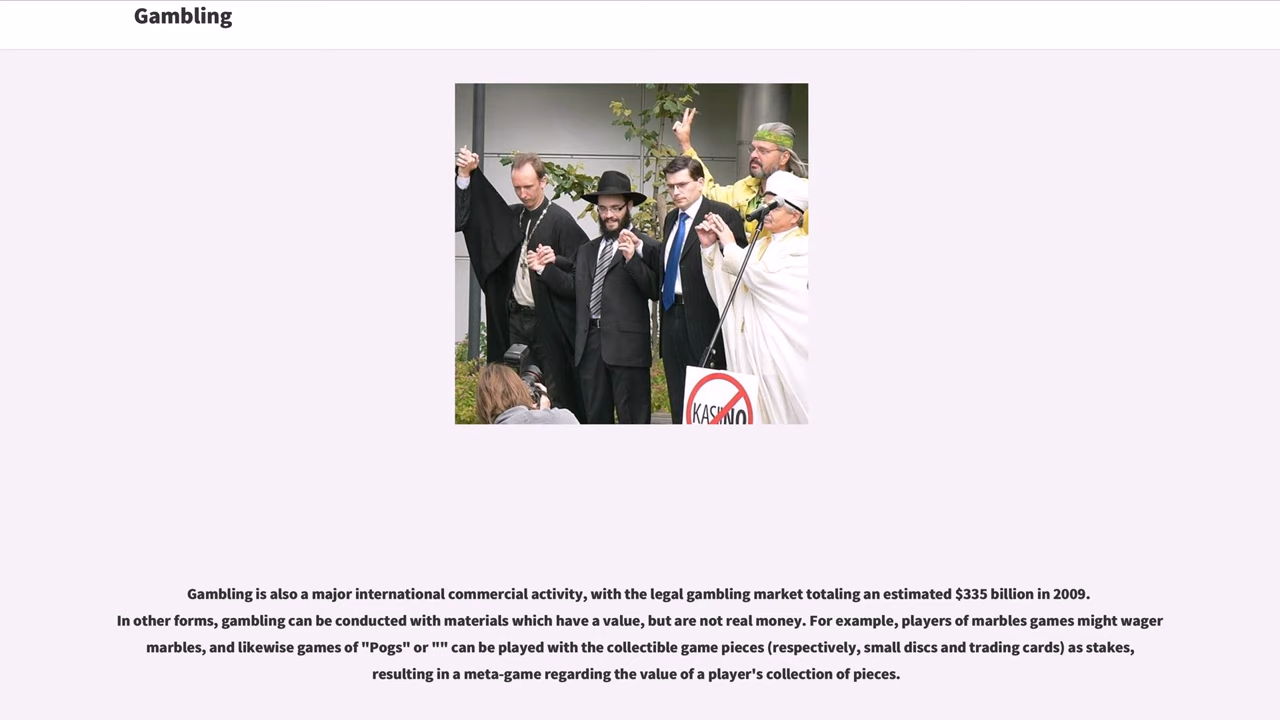 Gambling
KASINO
Gambling is also a major international commercial activity, with the legal gambling market totaling an estimated $335 billion in 2009.
In other forms, gambling can be conducted with materials which have a value, but are not real money. For example, players of marbles games might wager
marbles, and likewise games of "Pogs" or "" can be played with the collectible game pieces (respectively, small discs and trading cards) as stakes,
resulting in a meta-game regarding the value of a player's collection of pieces.